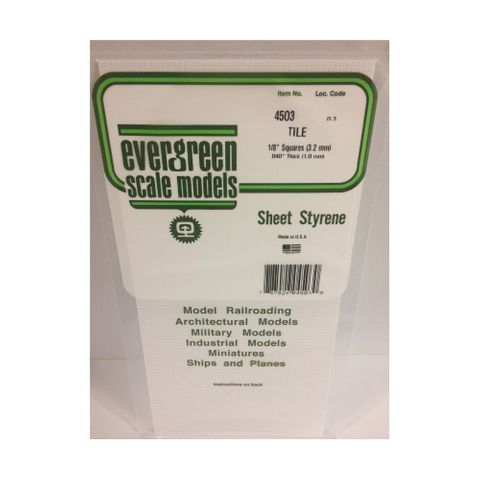 Item No. Loc. Code
4503 D 3
TILE
1/8" Squares (3.2 mm)
.040" Thick (1.0 mm)
evergreen
scale models
Sheet Styrene
Made in U.S.A
Model Railroading
Architectural Models
Military Models
Industrial Models
Miniatures
Ships and Planes
Instructions on back